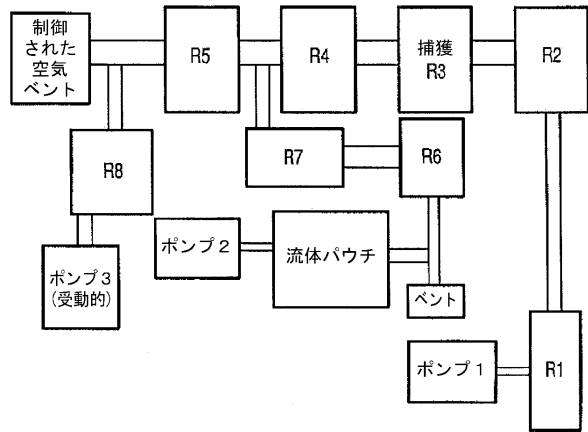 制御
された
空気
ベント
R5
R4
捕獲
R3
R2
R8
R7
R6
ポンプ3
(受動的)
ポンプ2
流体パウチ
ベント
ポンプ1
R1